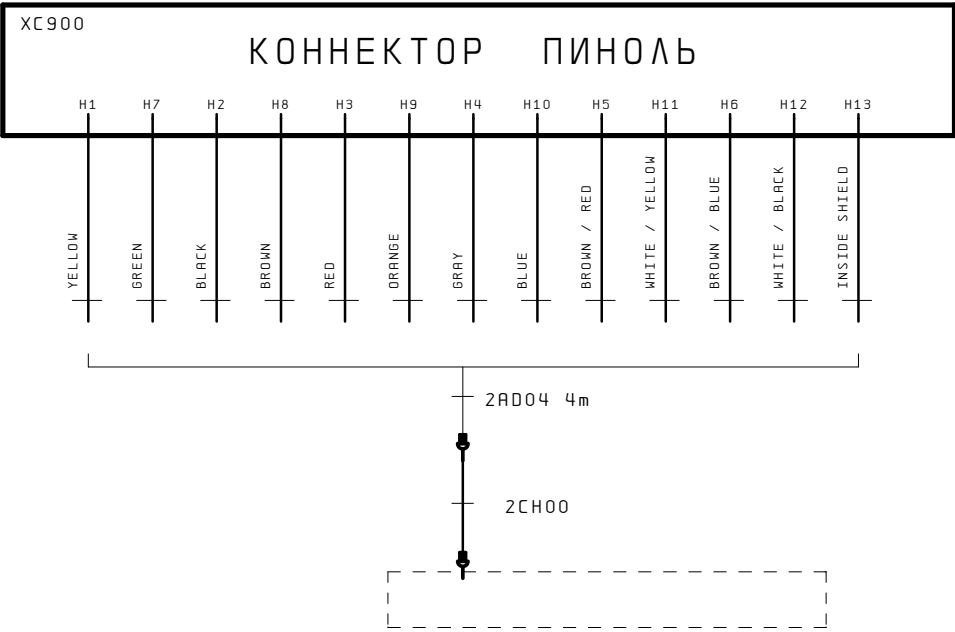 XC900
КОННЕКТОР ПИНОЛЬ
H1 H7 H2 H8 H3 H9 H4 H10 H5 H11 H6 H12 H13
YELLOW
GREEN
BLACK
BROWN
RED
ORANGE
GRAY
BLUE
BROWN / RED
WHITE / YELLOW
BROWN / BLUE
WHITE / BLACK
INSIDE SHIELD
2AD04 4m
2CH00